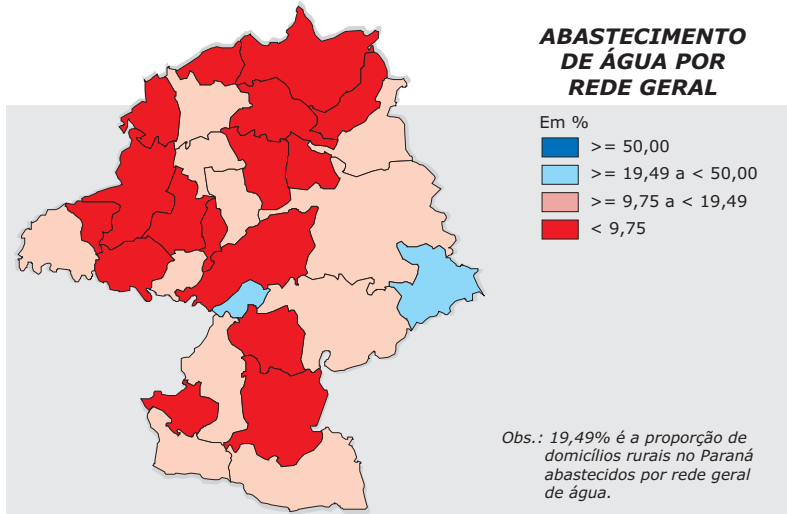 ABASTECIMENTO
DE ÁGUA POR
REDE GERAL
Em %
>= 50,00
>= 19,49 a < 50,00
>= 9,75 a < 19,49
< 9,75
Obs.: 19,49% é a proporção de
domicílios rurais no Paraná
abastecidos por rede geral
de água.